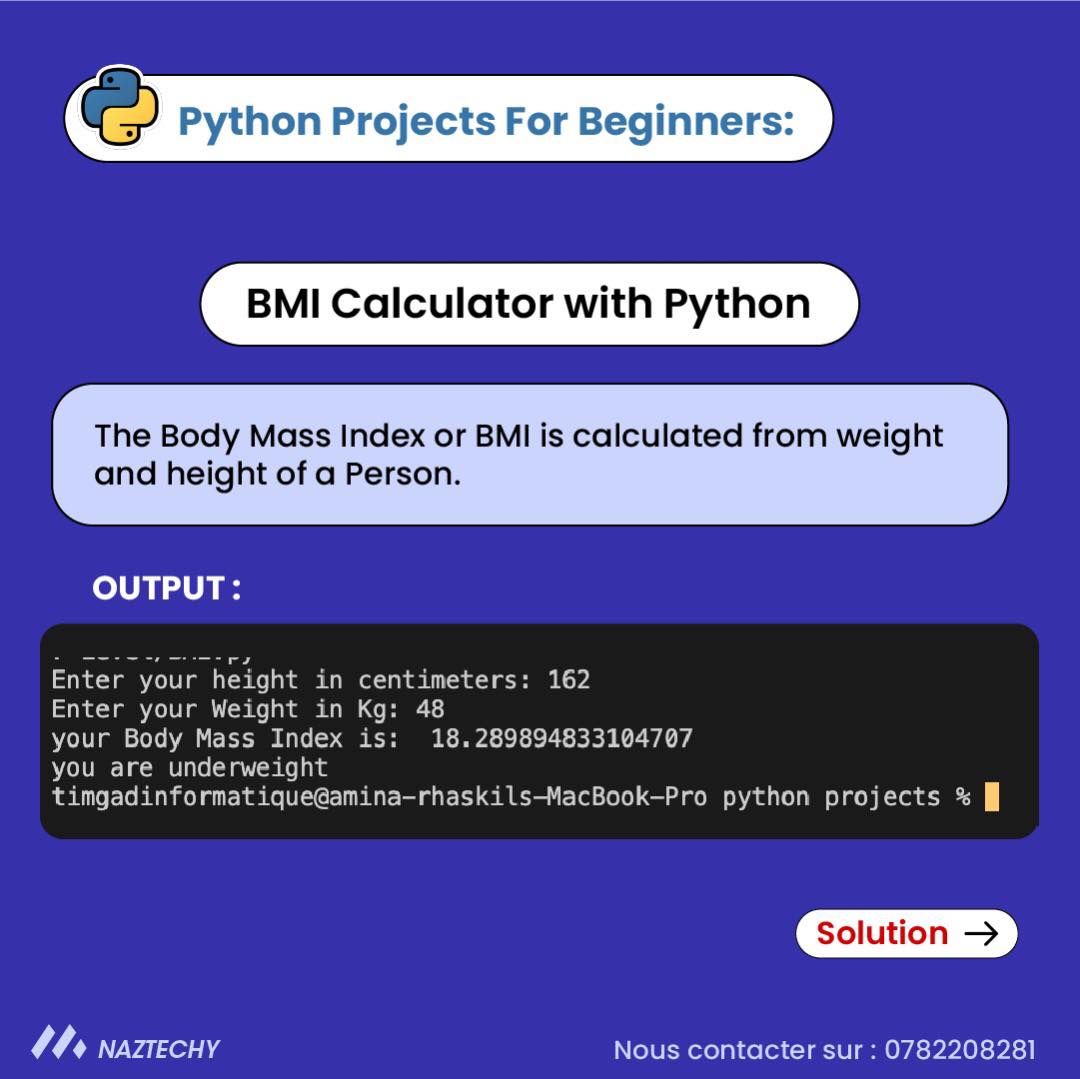 Python Projects For Beginners:
BMI Calculator with Python
The Body Mass Index or BMI is calculated from weight
and height of a Person.
OUTPUT :
Enter your height in centimeters: 162
Enter your Weight in Kg: 48
your Body Mass Index is:  18.289894833104707
you are underweight
timgadinformatique@amina-rhaskils-MacBook-Pro python projects %
Solution →
NAZTECHY
Nous contacter sur : 0782208281